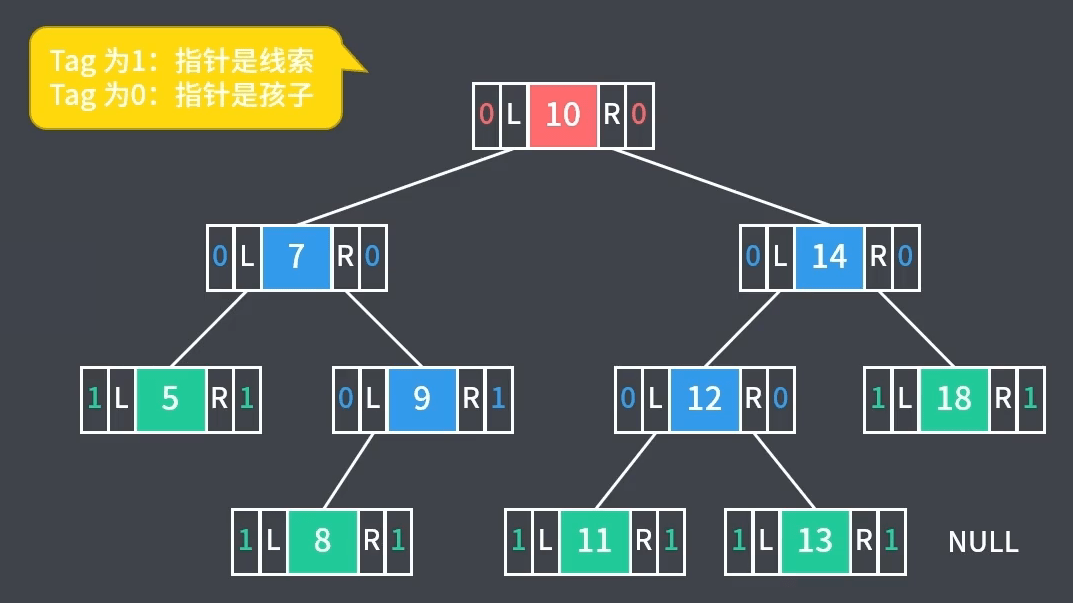 Tag 为1：指针是线索
Tag 为0：指针是孩子
0 L 10 R 0
0 L 7 R 0
0 L 14 R 0
1 L 5 R 1
0 L 9 R 1
0 L 12 R 0
1 L 18 R 1
1 L 8 R 1
1 L 11 R 1
1 L 13 R 1
NULL